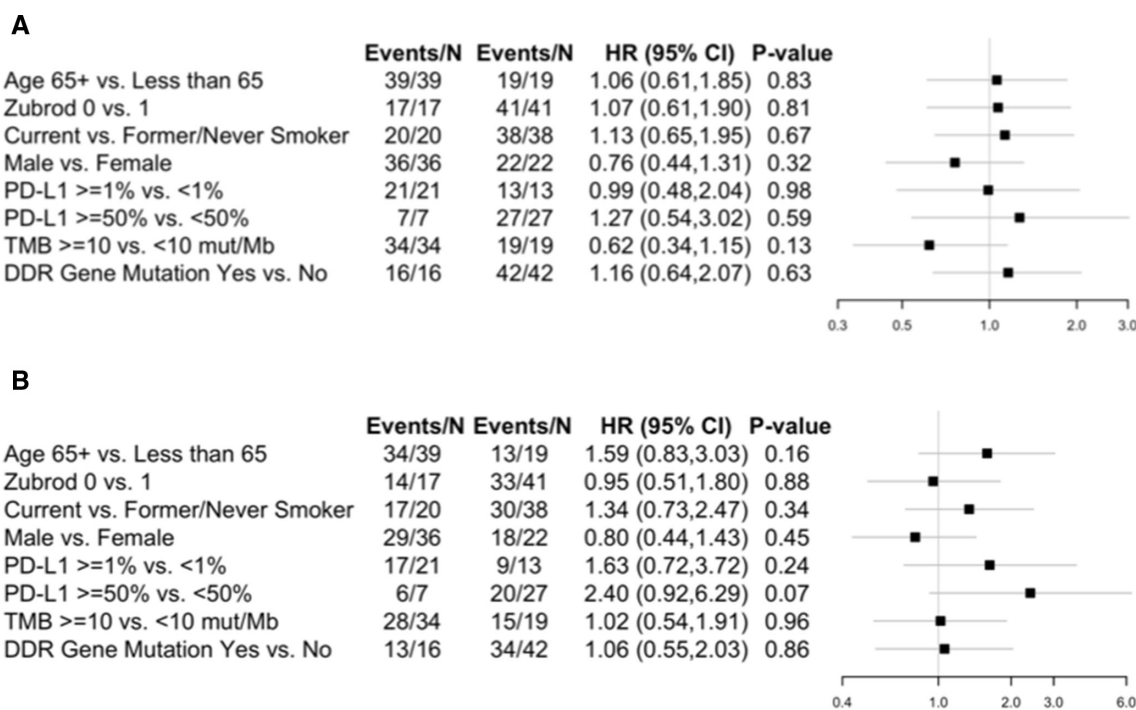 A
Events/N Events/N HR (95% CI) P-value
Age 65+ vs. Less than 65 39/39 19/19 1.06 (0.61,1.85) 0.83
Zubrod 0 vs. 1 17/17 41/41 1.07 (0.61,1.90) 0.81
Current vs. Former/Never Smoker 20/20 38/38 1.13 (0.65,1.95) 0.67
Male vs. Female 36/36 22/22 0.76 (0.44,1.31) 0.32
PD-L1 >=1% vs. <1% 21/21 13/13 0.99 (0.48,2.04) 0.98
PD-L1 >=50% vs. <50% 7/7 27/27 1.27 (0.54,3.02) 0.59
TMB >=10 vs. <10 mut/Mb 34/34 19/19 0.62 (0.34,1.15) 0.13
DDR Gene Mutation Yes vs. No 16/16 42/42 1.16 (0.64,2.07) 0.63
0.3 0.5 1.0 2.0 3.0
B
Events/N Events/N HR (95% CI) P-value
Age 65+ vs. Less than 65 34/39 13/19 1.59 (0.83,3.03) 0.16
Zubrod 0 vs. 1 14/17 33/41 0.95 (0.51,1.80) 0.88
Current vs. Former/Never Smoker 17/20 30/38 1.34 (0.73,2.47) 0.34
Male vs. Female 29/36 18/22 0.80 (0.44,1.43) 0.45
PD-L1 >=1% vs. <1% 17/21 9/13 1.63 (0.72,3.72) 0.24
PD-L1 >=50% vs. <50% 6/7 20/27 2.40 (0.92,6.29) 0.07
TMB >=10 vs. <10 mut/Mb 28/34 15/19 1.02 (0.54,1.91) 0.96
DDR Gene Mutation Yes vs. No 13/16 34/42 1.06 (0.55,2.03) 0.86
0.4 1.0 2.0 3.0 6.0